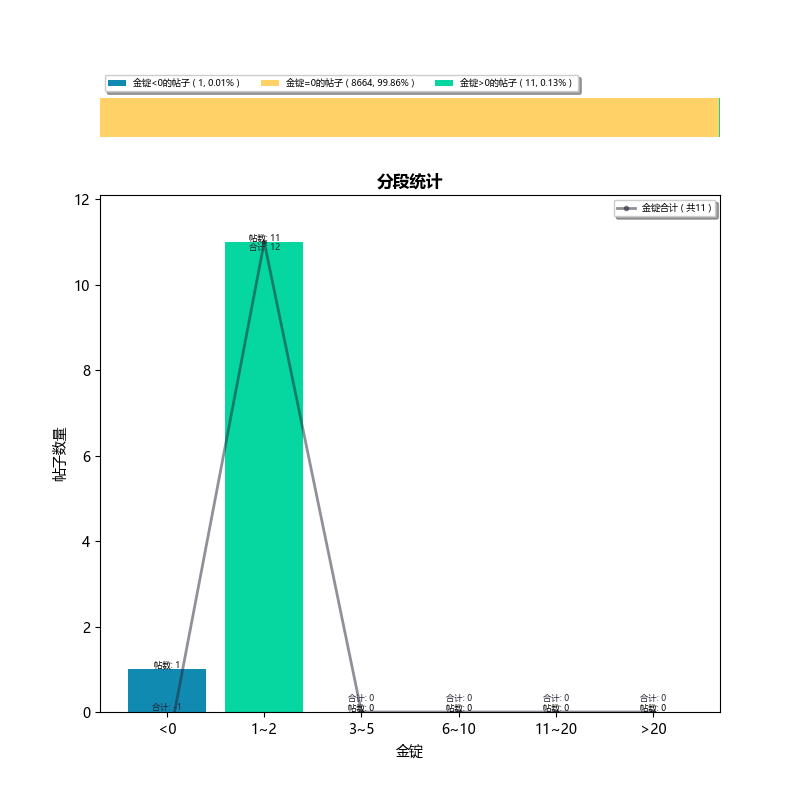 金锭<0的帖子 ( 1, 0.01% ) 金锭=0的帖子 ( 8664, 99.86% ) 金锭>0的帖子 ( 11, 0.13% )
分段统计
金锭合计 ( 共11 )
12
10
8
6
4
2
0
帖子数量
帖数: 11
合计: 12
帖数: 1
合计: -1
合计: 0 合计: 0 合计: 0 合计: 0
帖数: 0 帖数: 0 帖数: 0 帖数: 0
<0 1~2 3~5 6~10 11~20 >20
金锭